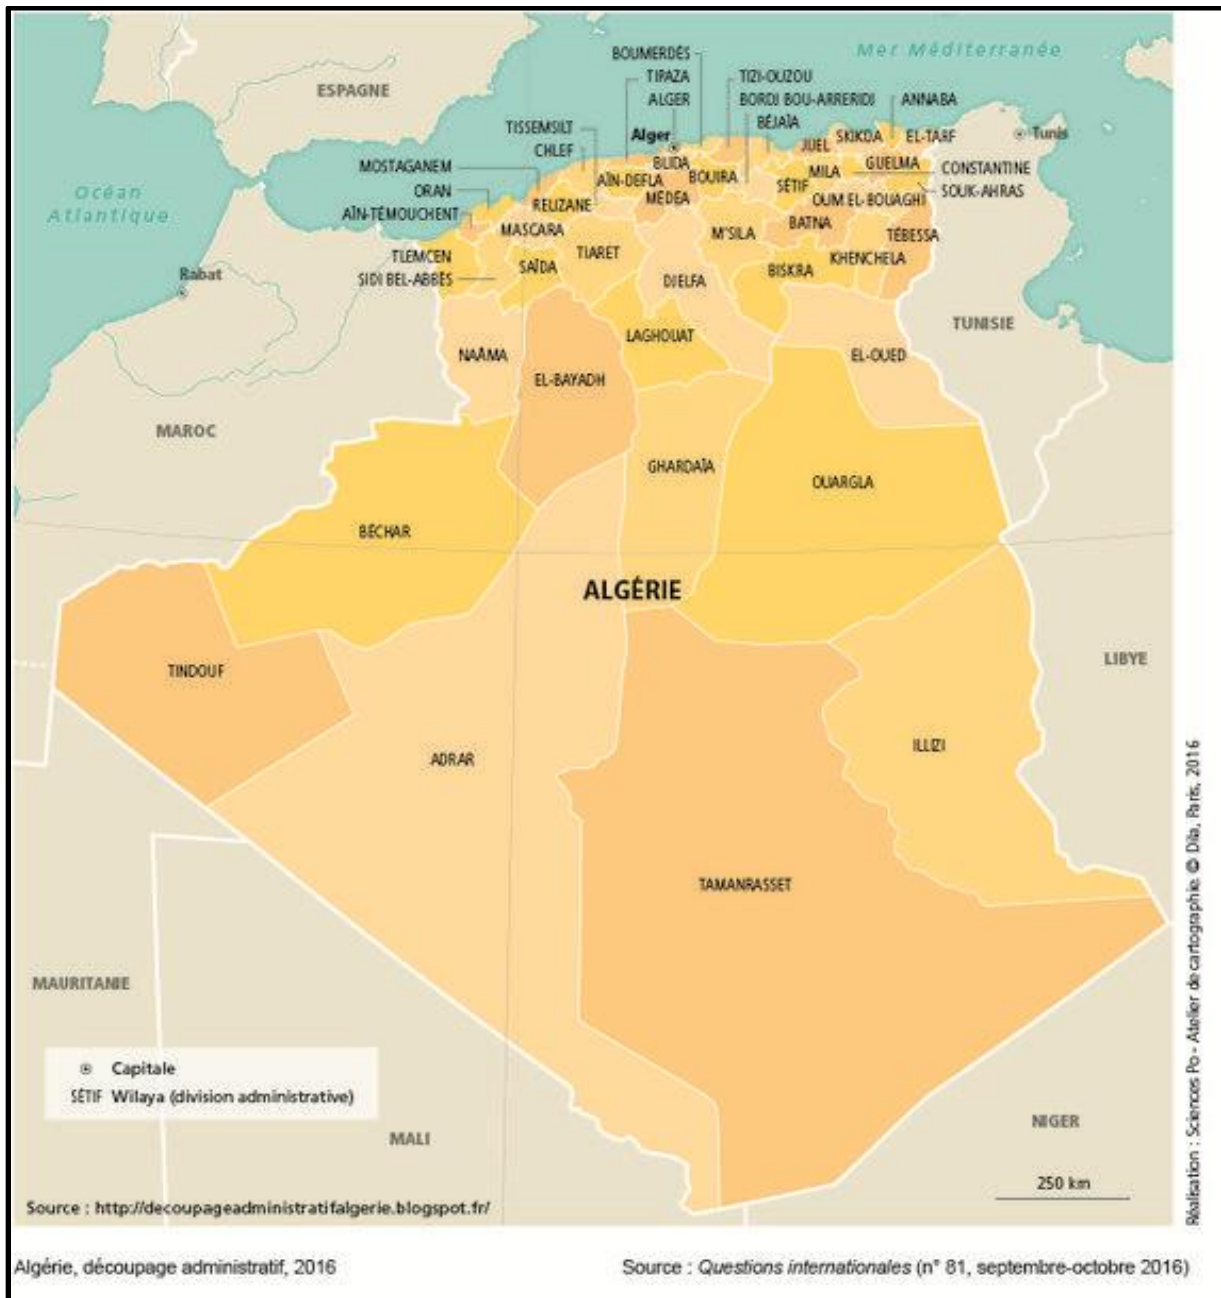 BOUMERDÈS
Mer Méditerranée
TIPAZA
TIZI-OUZOU
ESPAGNE
ALGER
BORDJ BOU-ARRERIDJ
ANNABA
TISSEMSILT
Alger
BÉJAÏA
JIJEL
SKIKDA
EL-TARF
Tunis
CHLEF
MOSTAGANEM
BLIDA
BOUIRA
MILA
GUELMA
CONSTANTINE
Océan
Atlantique
ORAN
AÏN-DEFLA
SÉTIF
SOUK-AHRAS
RELIZANE
MEDEA
OUM EL-BOUAGHI
AÏN-TÉMOUCHENT
MASCARA
M'SILA
BATNA
TÉBESSA
TLEMCEN
TIARET
KHENCHELA
Rabat
SIDI BEL-ABBÈS
SAÏDA
DJELFA
BISKRA
TUNISIE
LAGHOUAT
NAÂMA
EL-OUED
EL-BAYADH
MAROC
GHARDAÏA
OUARGLA
BÉCHAR
ALGÉRIE
LIBYE
TINDOUF
ILLIZI
ADRAR
TAMANRASSET
MAURITANIE
Capitale
SÉTIF Wilaya (division administrative)
NIGER
MALI
250 km
Source : http://decoupageadministratifalgerie.blogspot.fr/
Réalisation : Sciences Po - Atelier de cartographie. © Dila, Paris, 2016
Algérie, découpage administratif, 2016
Source : Questions internationales (n° 81, septembre-octobre 2016)